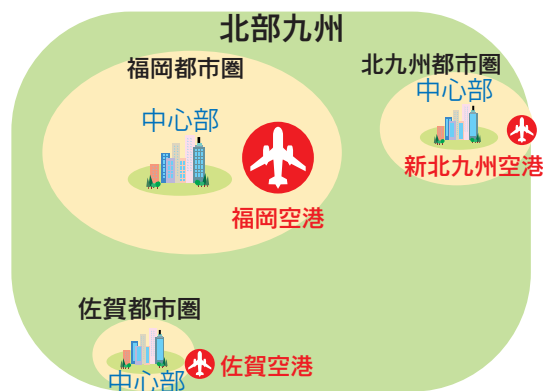 北部九州
福岡都市圏
中心部
福岡空港
北九州都市圏
中心部
新北九州空港
佐賀都市圏
中心部
佐賀空港